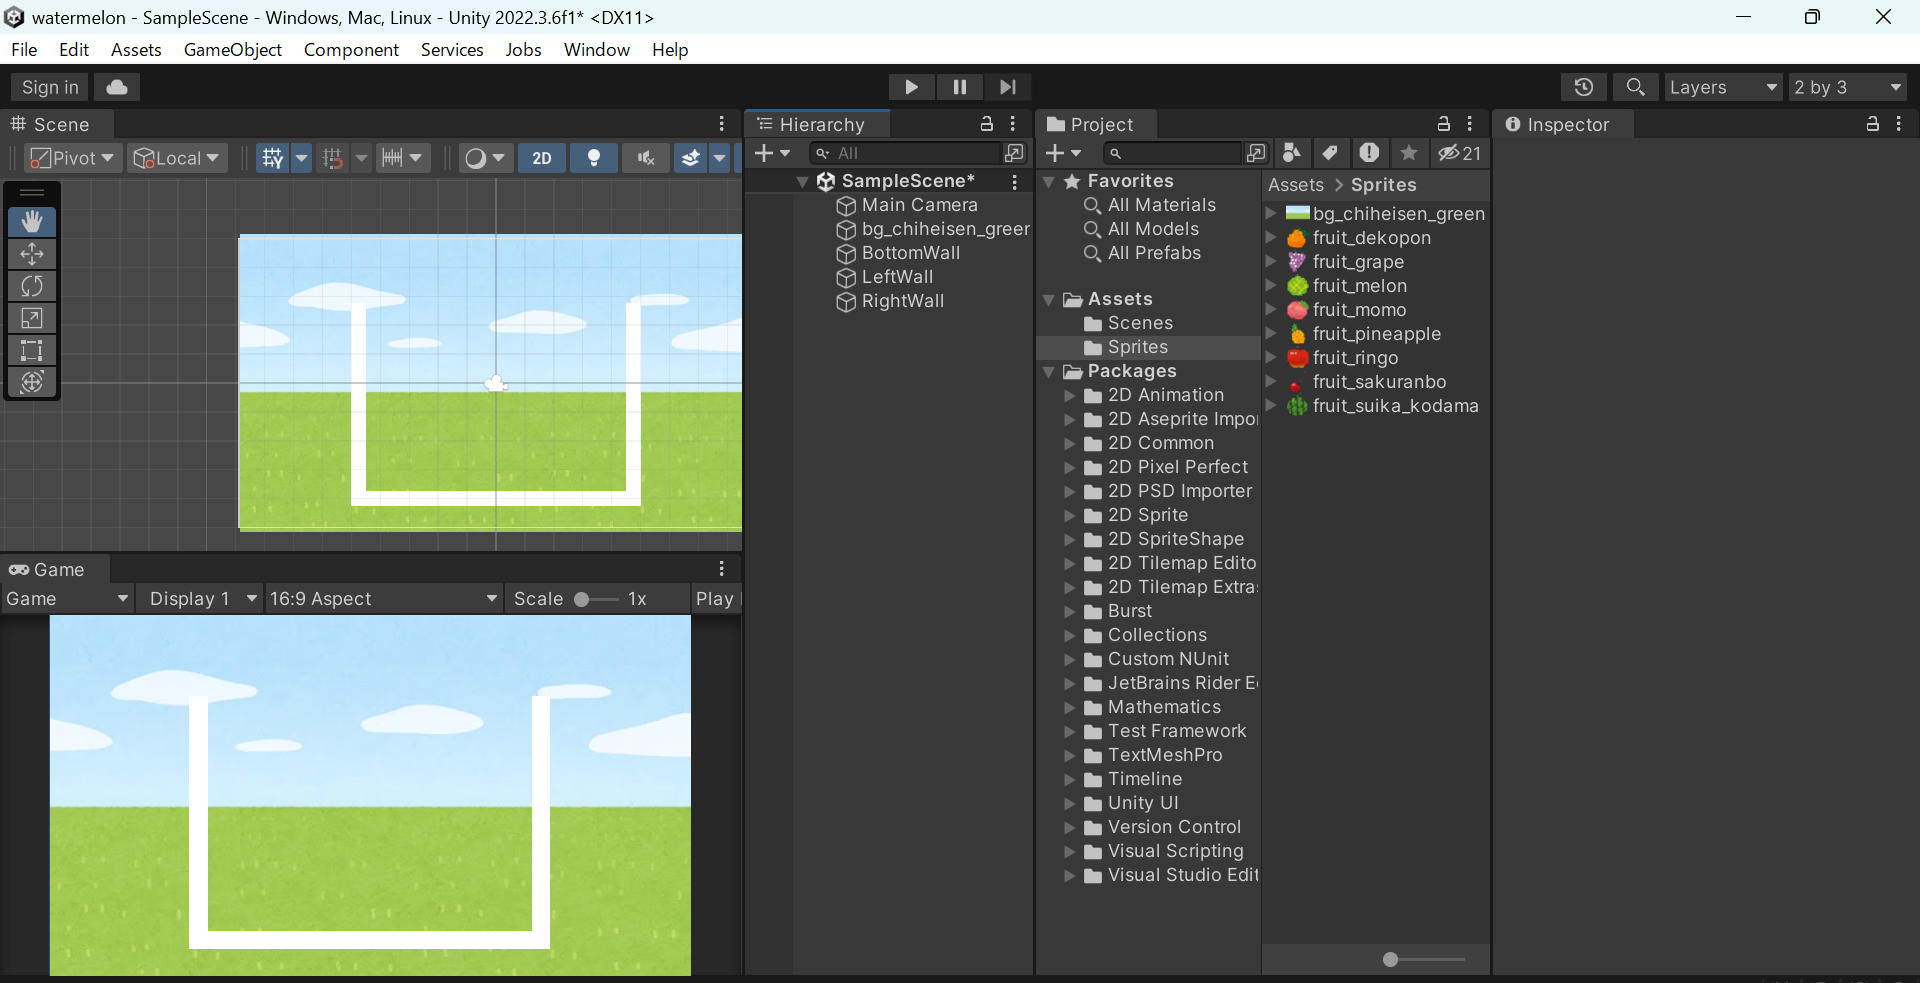 watermelon - SampleScene - Windows, Mac, Linux - Unity 2022.3.6f1* <DX11>
File Edit Assets GameObject Component Services Jobs Window Help
Sign in
Layers
2 by 3
Scene
Pivot
Local
2D
Game
Game
Display 1
16:9 Aspect
Scale
1x
Play
Hierarchy
All
SampleScene*
Main Camera
bg_chiheisen_greer
BottomWall
LeftWall
RightWall
Project
21
Favorites
All Materials
All Models
All Prefabs
Assets
Scenes
Sprites
Packages
2D Animation
2D Aseprite Impo
2D Common
2D Pixel Perfect
2D PSD Importer
2D Sprite
2D SpriteShape
2D Tilemap Edito
2D Tilemap Extra
Burst
Collections
Custom NUnit
JetBrains Rider E
Mathematics
Test Framework
TextMeshPro
Timeline
Unity UI
Version Control
Visual Scripting
Visual Studio Edit
Assets > Sprites
bg_chiheisen_green
fruit_dekopon
fruit_grape
fruit_melon
fruit_momo
fruit_pineapple
fruit_ringo
fruit_sakuranbo
fruit_suika_kodama
Inspector